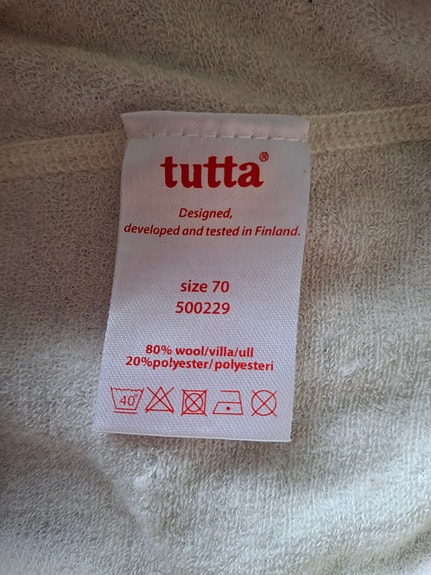 tutta®
Designed,
developed and tested in Finland.
size 70
500229
80% wool/villa/ull
20%polyester/polyesteri
40°